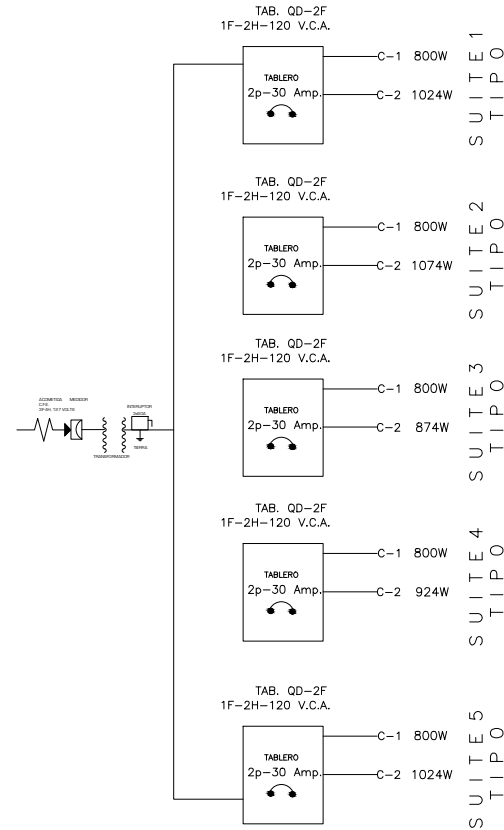 TAB. QD-2F
1F-2H-120 V.C.A.
TABLERO
2p-30 Amp.
C-1 800W
C-2 1024W
SUITE 1
TIPO
TAB. QD-2F
1F-2H-120 V.C.A.
TABLERO
2p-30 Amp.
C-1 800W
C-2 1074W
SUITE 2
TIPO
TAB. QD-2F
1F-2H-120 V.C.A.
TABLERO
2p-30 Amp.
C-1 800W
C-2 874W
SUITE 3
TIPO
ACOMETIDA MEDIDOR
C.F.E.
INTERRUPTOR
TIERRA
TRANSFORMADOR
TAB. QD-2F
1F-2H-120 V.C.A.
TABLERO
2p-30 Amp.
C-1 800W
C-2 924W
SUITE 4
TIPO
TAB. QD-2F
1F-2H-120 V.C.A.
TABLERO
2p-30 Amp.
C-1 800W
C-2 1024W
SUITE 5
TIPO